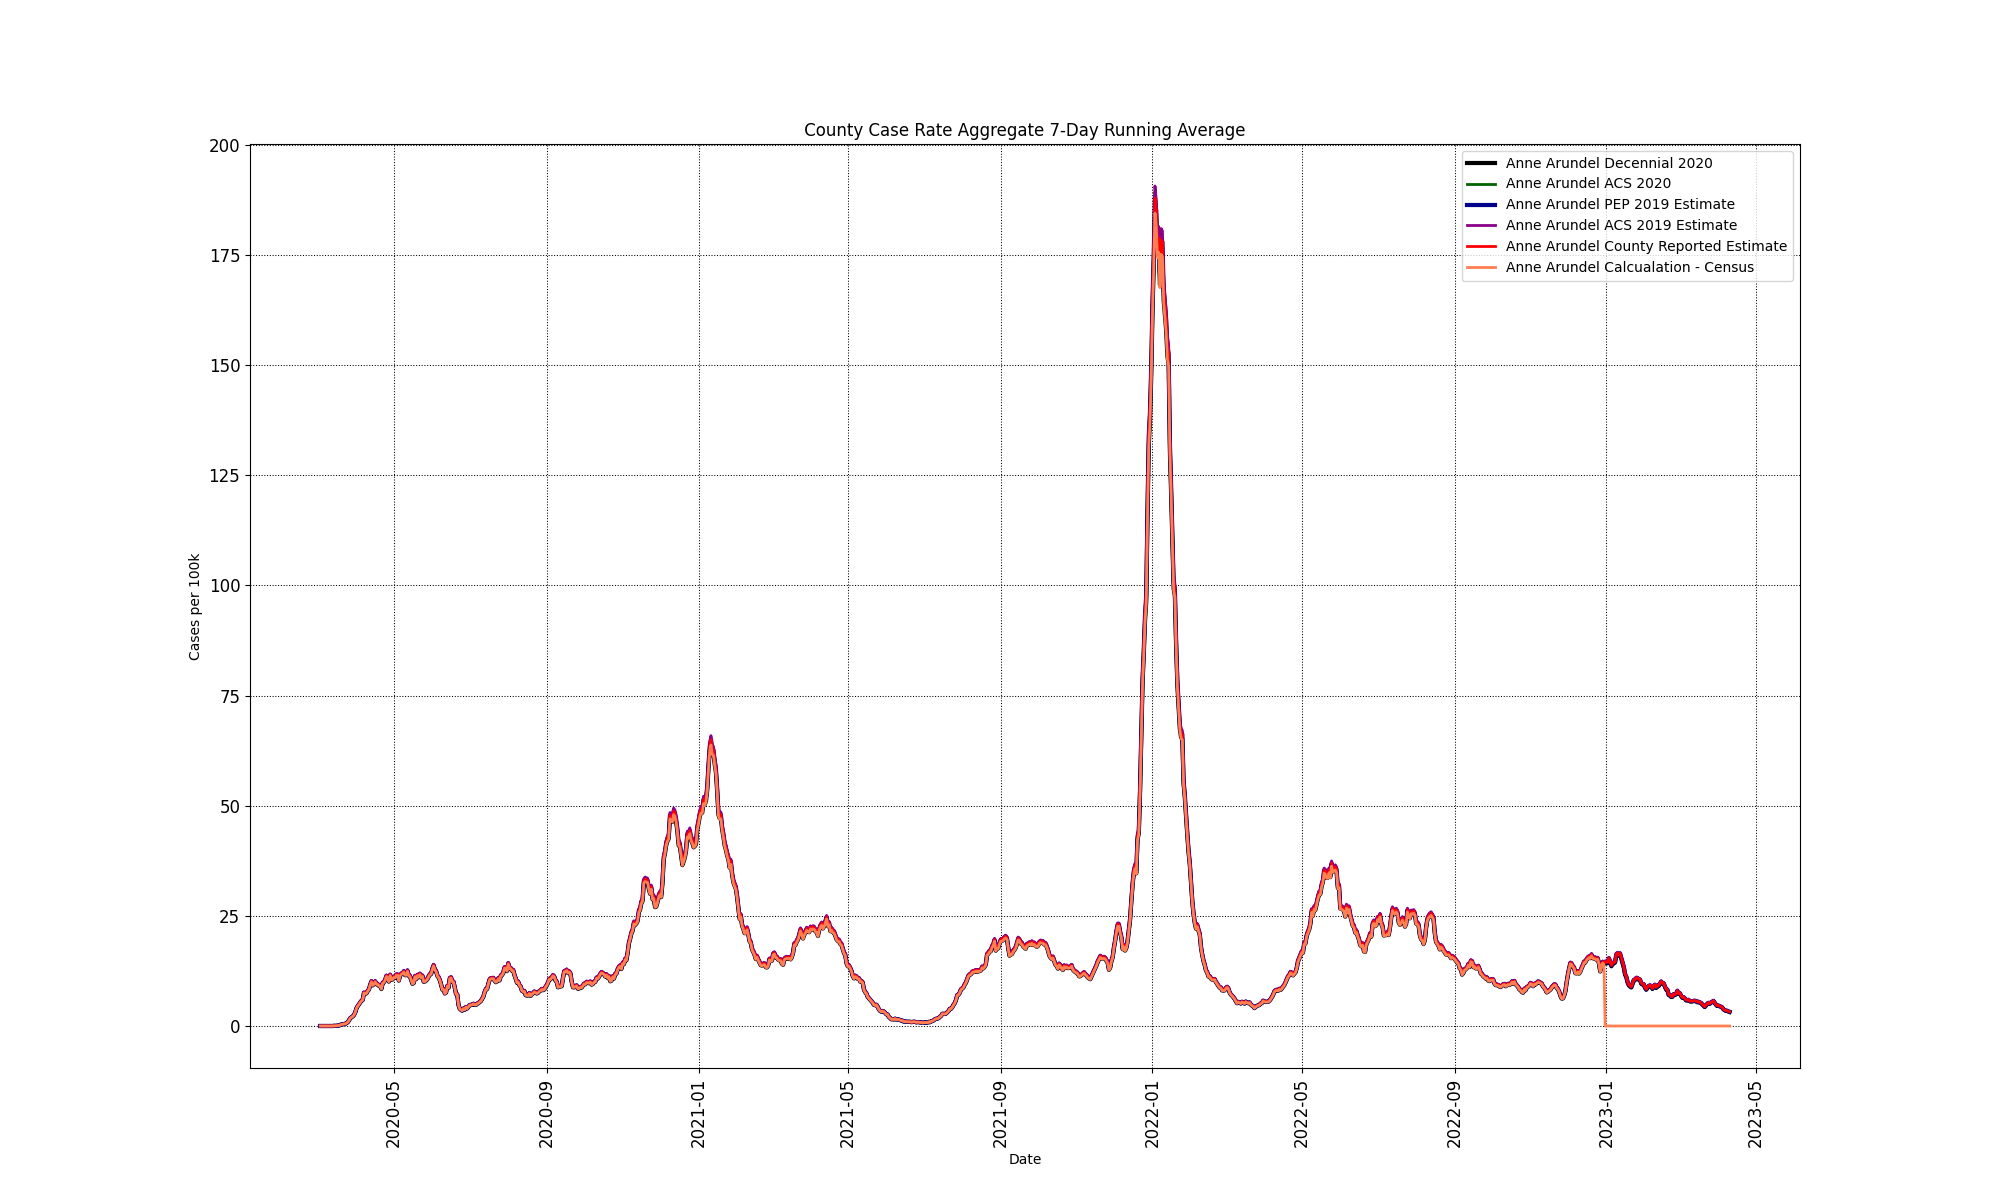 County Case Rate Aggregate 7-Day Running Average
200
175
150
125
100
75
50
25
0
Cases per 100k
Anne Arundel Decennial 2020
Anne Arundel ACS 2020
Anne Arundel PEP 2019 Estimate
Anne Arundel ACS 2019 Estimate
Anne Arundel County Reported Estimate
Anne Arundel Calcualation - Census
2020-05
2020-09
2021-01
2021-05
2021-09
2022-01
2022-05
2022-09
2023-01
2023-05
Date